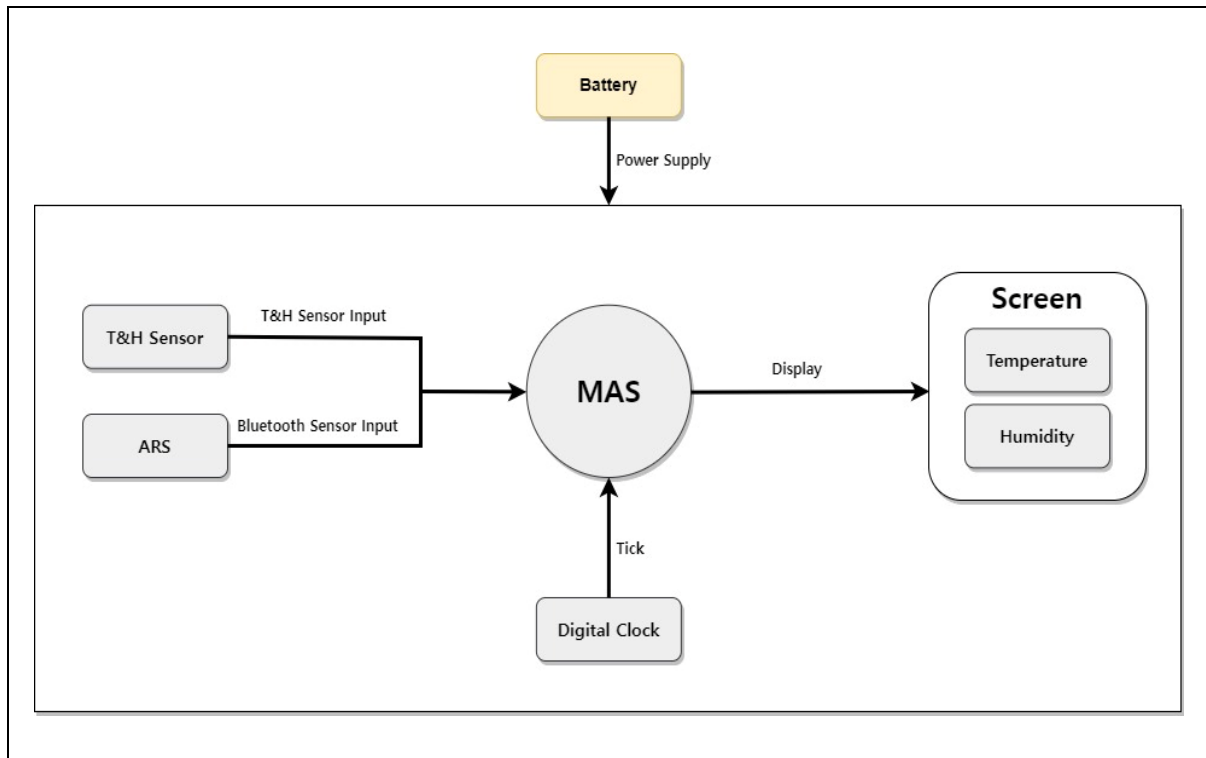 Battery
Power Supply
T&H Sensor
T&H Sensor Input
ARS
Bluetooth Sensor Input
MAS
Tick
Digital Clock
Display
Screen
Temperature
Humidity